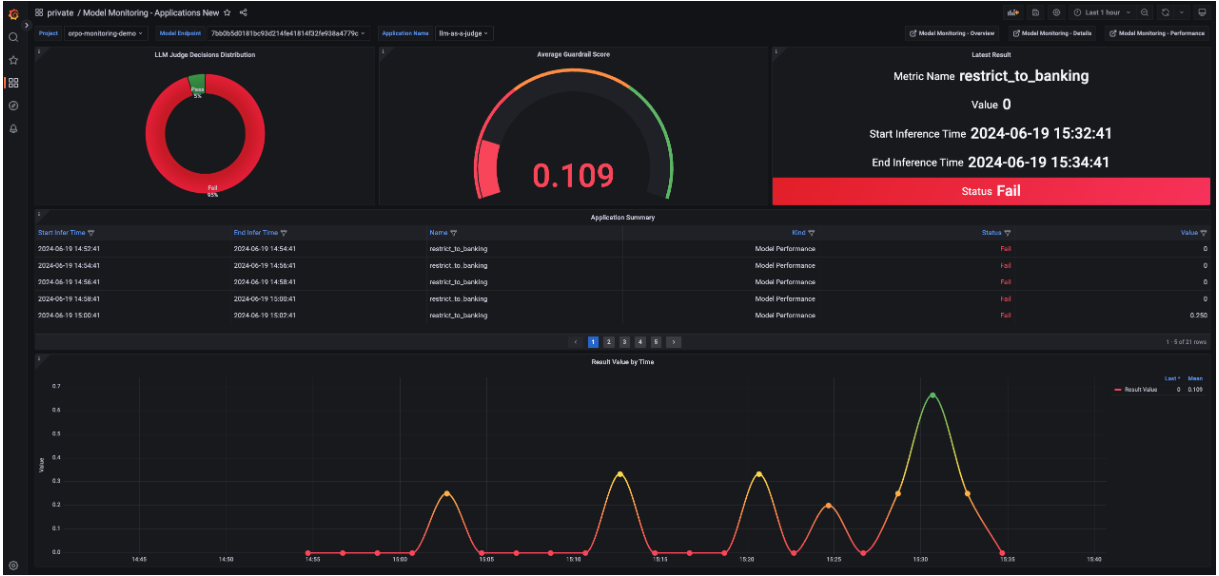 private / Model Monitoring - Applications New
Last 1 hour
Project orpo-monitoring-demo Model Endpoint 7bb0b5d0181bc93d214fe41814f32fe938a4779c Application Name llm-as-a-judge Model Monitoring - Overview Model Monitoring - Details Model Monitoring - Performance
LLM Judge Decisions Distribution
Pass
5%
Fail
95%
Average Guardrail Score
0.109
Latest Result
Metric Name restrict_to_banking
Value 0
Start Inference Time 2024-06-19 15:32:41
End Inference Time 2024-06-19 15:34:41
Status Fail
Application Summary
Start Infer Time End Infer Time Name Kind Status Value
2024-06-19 14:52:41 2024-06-19 14:54:41 restrict_to_banking Model Performance Fail 0
2024-06-19 14:54:41 2024-06-19 14:56:41 restrict_to_banking Model Performance Fail 0
2024-06-19 14:56:41 2024-06-19 14:58:41 restrict_to_banking Model Performance Fail 0
2024-06-19 14:58:41 2024-06-19 15:00:41 restrict_to_banking Model Performance Fail 0
2024-06-19 15:00:41 2024-06-19 15:02:41 restrict_to_banking Model Performance Fail 0.250
1 2 3 4 5
1 - 5 of 21 rows
Result Value by Time
Last * Mean
Result Value 0 0.109
0.7
0.6
0.5
0.4
0.3
0.2
0.1
0.0
Value
14:45 14:50 14:55 15:00 15:05 15:10 15:15 15:20 15:25 15:30 15:35 15:40